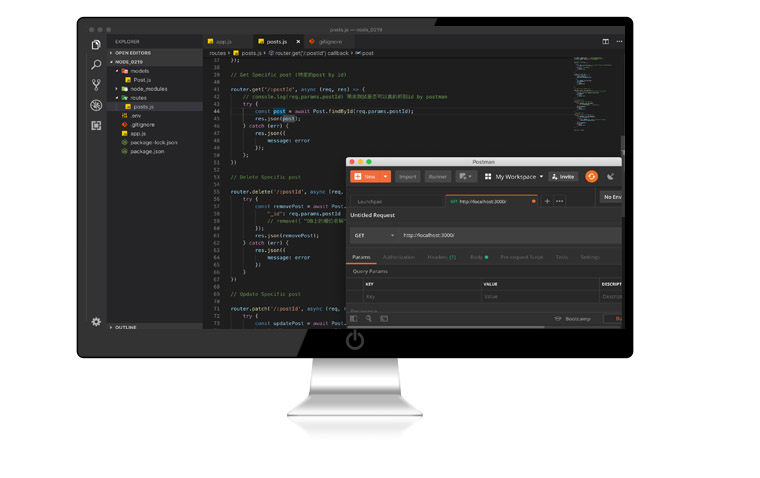 posts.js — node_0219
EXPLORER
OPEN EDITORS
NODE_0219
models
Post.js
node_modules
routes
posts.js
.env
.gitignore
app.js
package-lock.json
package.json
OUTLINE
app.js
posts.js
.gitignore
routes › posts.js › router.get('/:postId') callback › post
37 });
38
39 // Get Specific post (特定的post by id)
40
41 router.get('/:postId', async (req, res) => {
42 // console.log(req.params.postId) id by postman
43 try {
44 const post = await Post.findById(req.params.postId);
45 res.json(post);
46 } catch (err) {
47 res.json({
48 message: error
49 });
50 };
51 })
52
53 // Delete Specific post
54
55 router.delete('/:postId', async (req,
56 try {
57 const removePost = await Post.
58 "_id": req.params.postId
59 // remove({
60 });
61 res.json(removePost);
62 } catch (err) {
63 res.json({
64 message: error
65 })
66 }
67 })
68
69 // Update Specific post
70
71 router.patch('/:postId', async (req,
72 try {
73 const updatePost = await Post.
Postman
New
Import
Runner
My Workspace
Invite
Launchpad
GET http://localhost:3000/
No Env
Untitled Request
GET
http://localhost:3000/
Params
Authorization
Headers (7)
Body
Pre-request Script
Tests
Settings
Query Params
KEY
VALUE
DESCRIPT
Key
Value
Descrip
Bootcamp